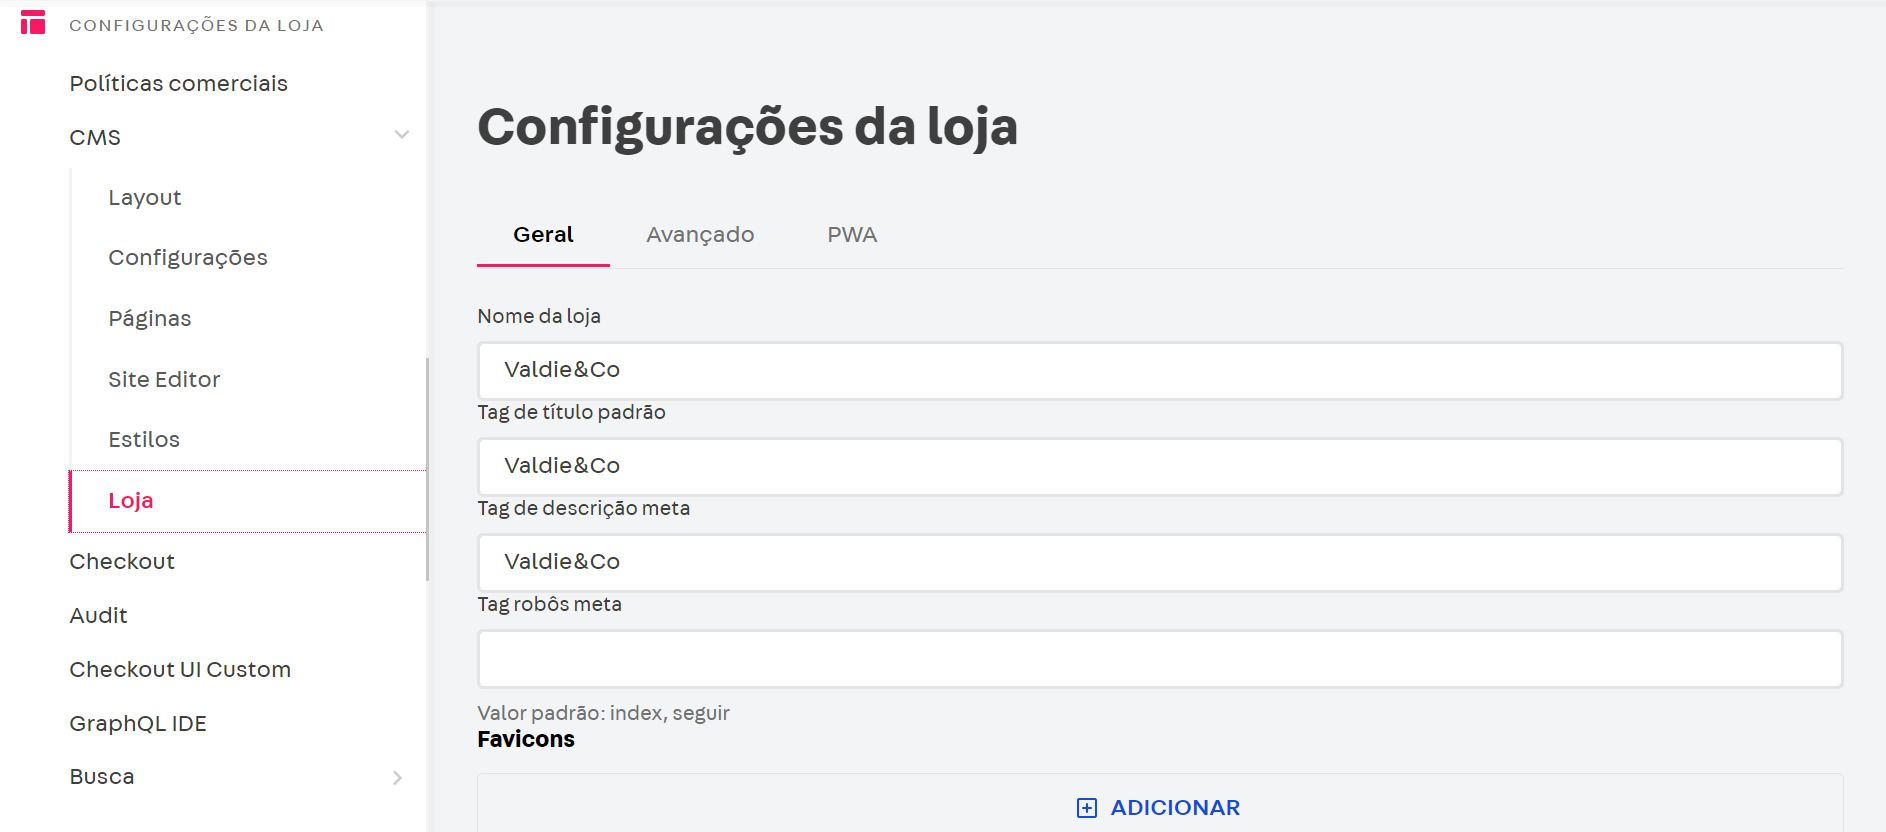 CONFIGURAÇÕES DA LOJA
Políticas comerciais
CMS
Layout
Configurações
Páginas
Site Editor
Estilos
Loja
Checkout
Audit
Checkout UI Custom
GraphQL IDE
Busca
Configurações da loja
Geral
Avançado
PWA
Nome da loja
Valdie&Co
Tag de título padrão
Valdie&Co
Tag de descrição meta
Valdie&Co
Tag robôs meta
Valor padrão: index, seguir
Favicons
ADICIONAR